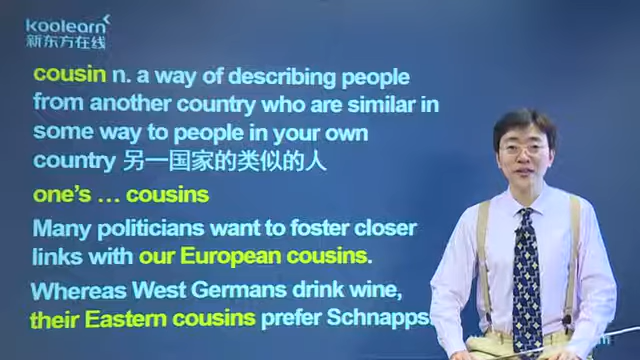 koolearn
新东方在线
cousin n. a way of describing people
from another country who are similar in
some way to people in your own
country 另一国家的类似的人
one's … cousins
Many politicians want to foster closer
links with our European cousins.
Whereas West Germans drink wine,
their Eastern cousins prefer Schnapps.